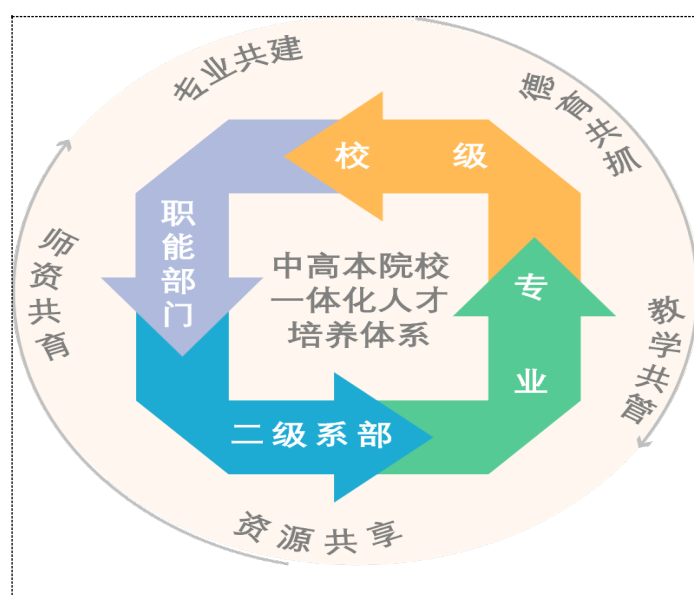 专业共建
德育共抓
校 级
职能部门
师资共育
中高本院校
一体化人才
培养体系
专业
教学共管
二级系部
资源共享